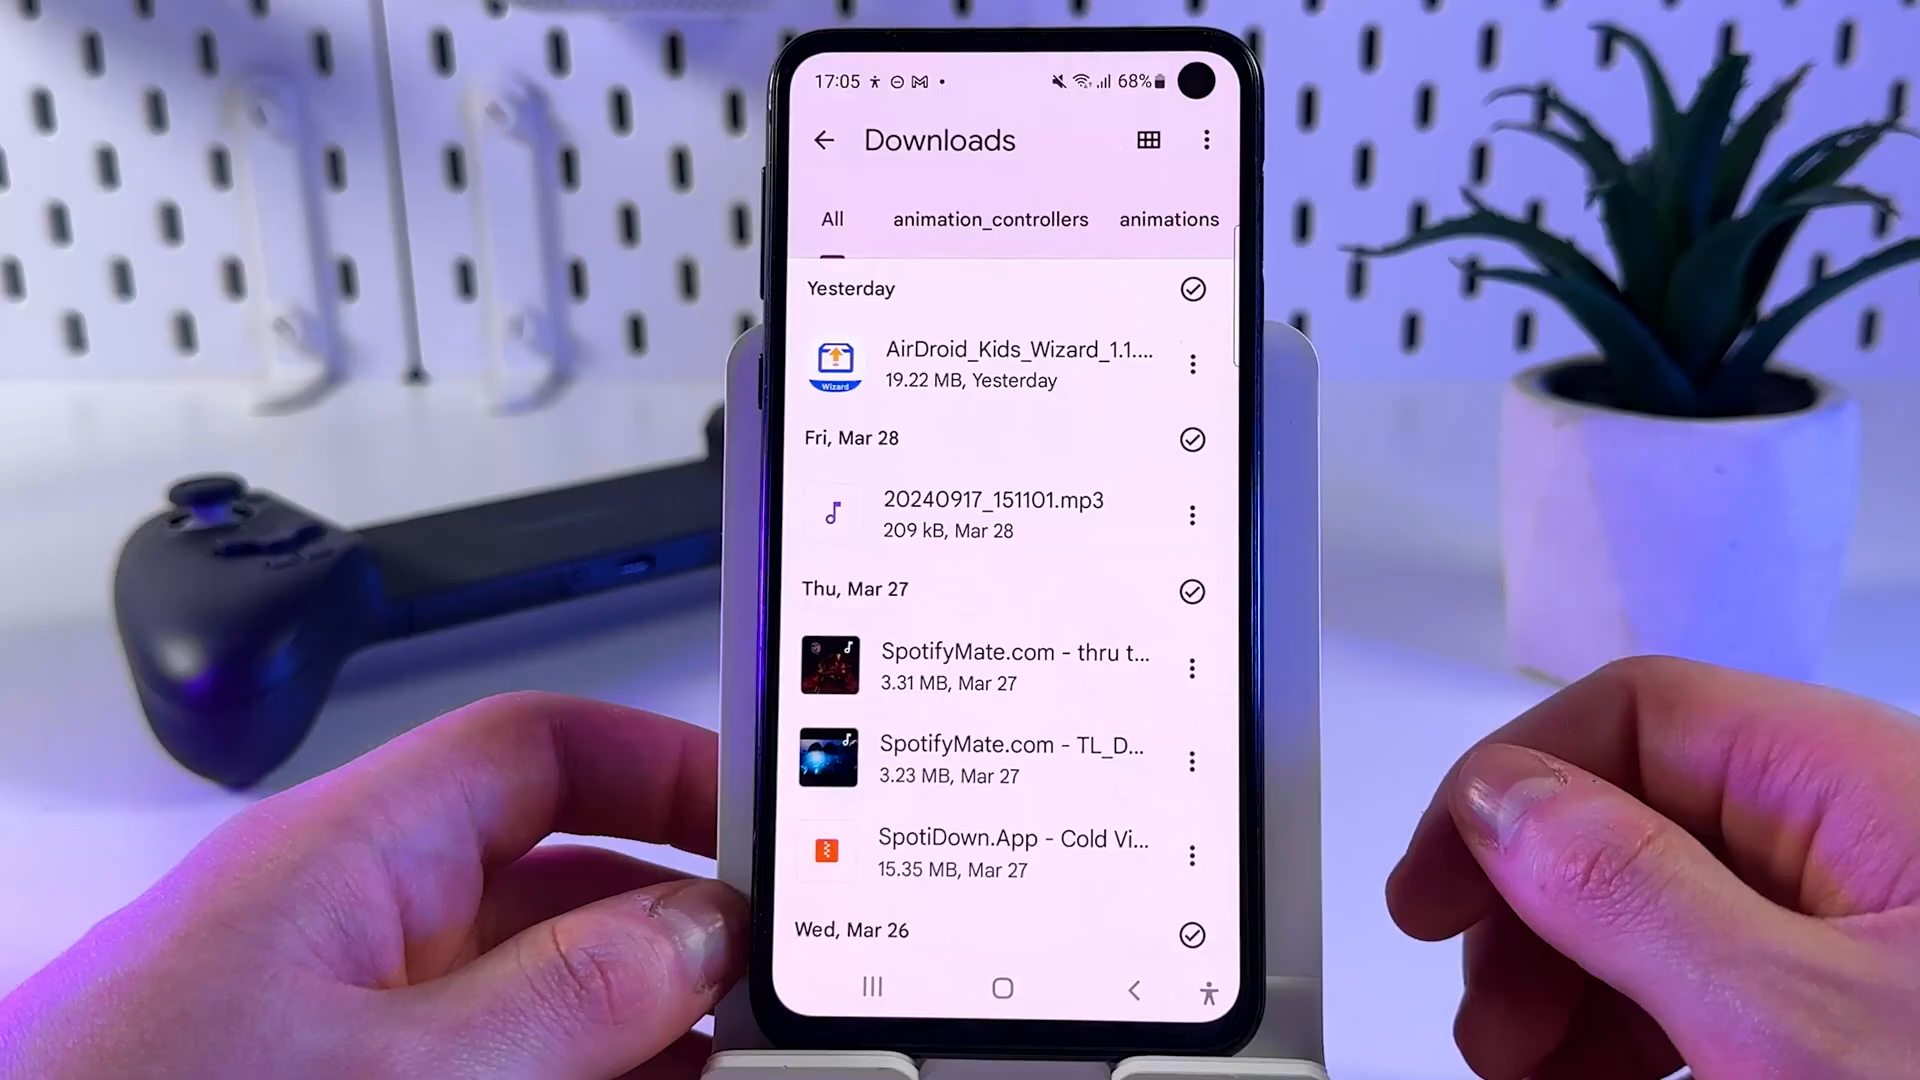 17:05
68%
Downloads
All animation_controllers animations
Yesterday
AirDroid_Kids_Wizard_1.1....
Wizard
19.22 MB, Yesterday
Fri, Mar 28
20240917_151101.mp3
209 kB, Mar 28
Thu, Mar 27
SpotifyMate.com - thru t...
3.31 MB, Mar 27
SpotifyMate.com - TL_D...
3.23 MB, Mar 27
SpotiDown.App - Cold Vi...
15.35 MB, Mar 27
Wed, Mar 26